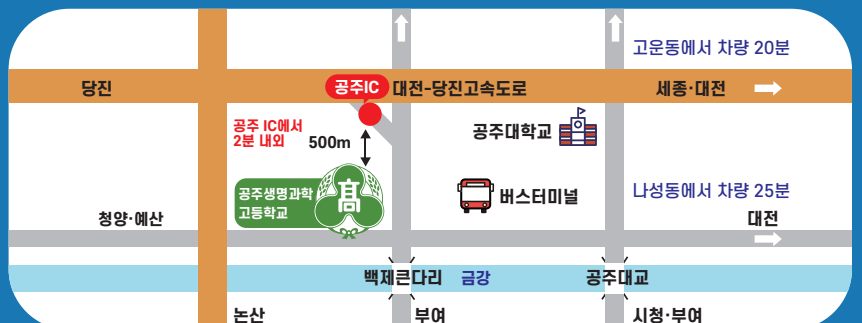 고운동에서 차량 20분
당진
공주IC
대전-당진고속도로
세종·대전
공주 IC에서
2분 내외
500m
공주대학교
공주생명과학
고등학교
高
버스터미널
나성동에서 차량 25분
청양·예산
대전
백제큰다리
금강
공주대교
논산
부여
시청·부여